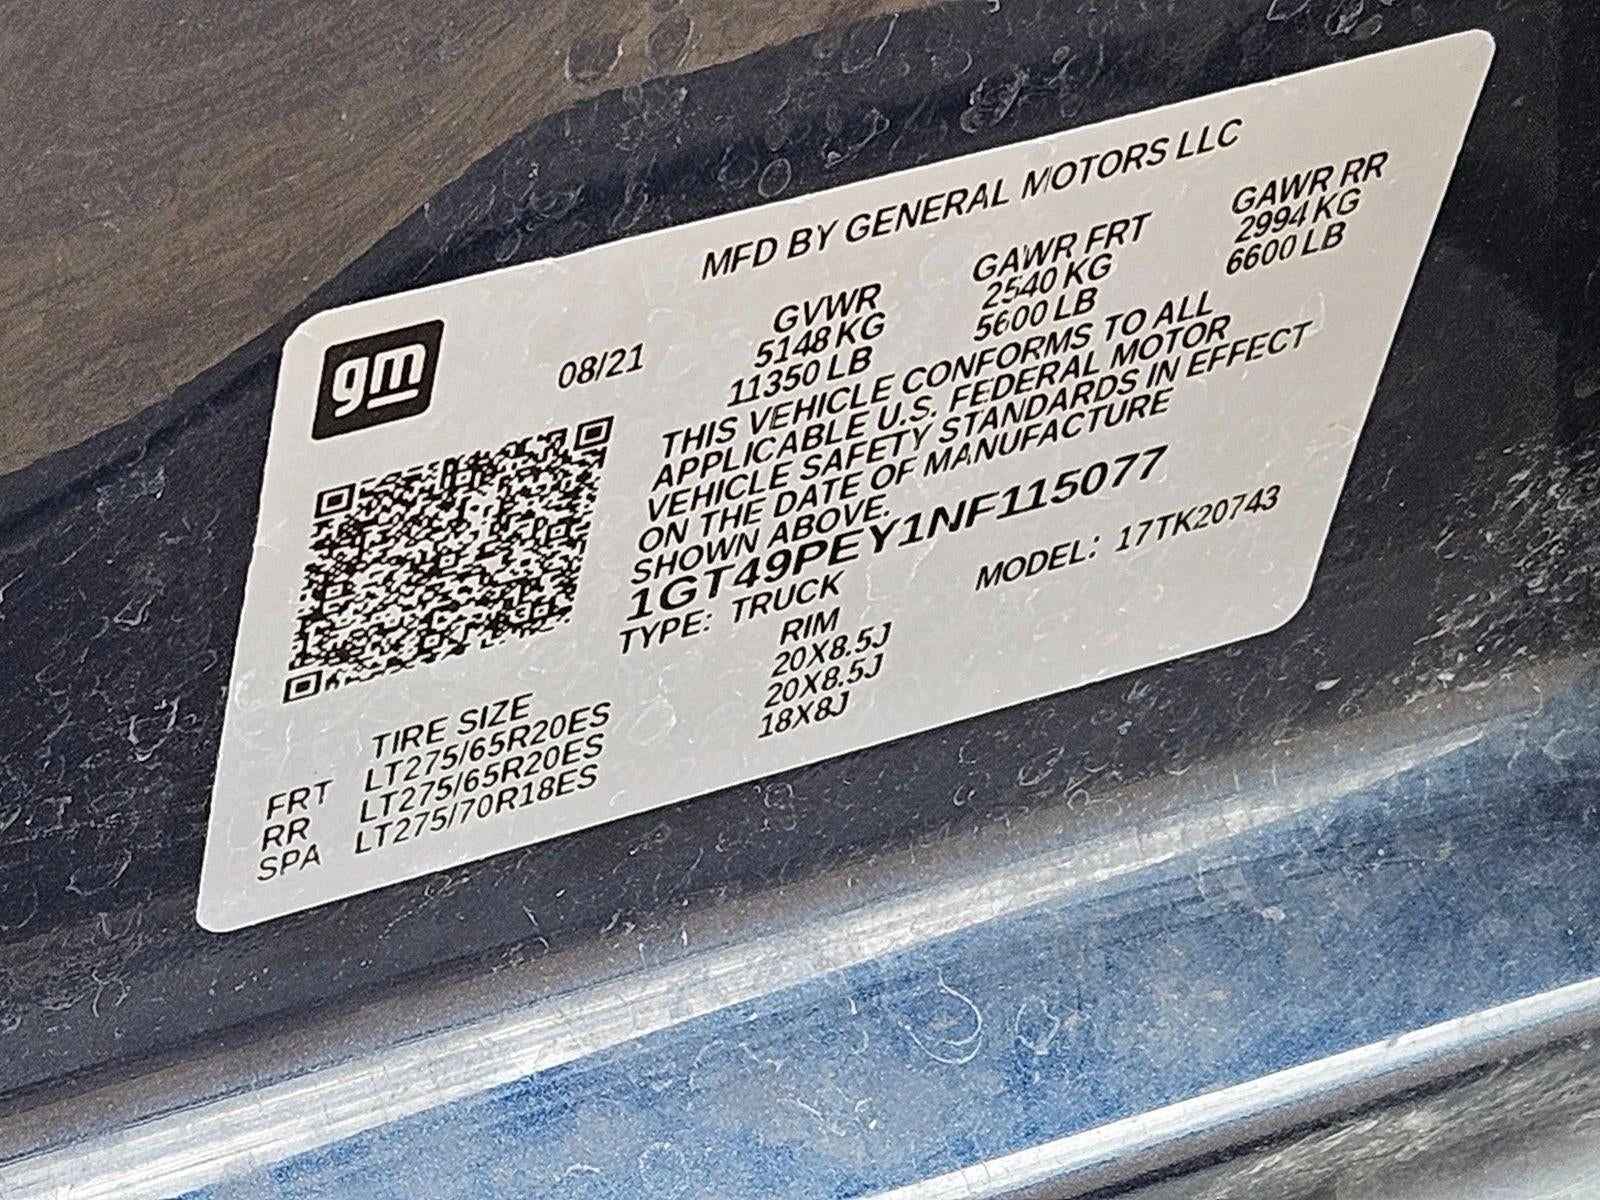 MFD BY GENERAL MOTORS LLC
gm
08/21
GVWR
5148 KG
11350 LB
GAWR FRT
2540 KG
5600 LB
GAWR RR
2994 KG
6600 LB
THIS VEHICLE CONFORMS TO ALL
APPLICABLE U.S. FEDERAL MOTOR
VEHICLE SAFETY STANDARDS IN EFFECT
ON THE DATE OF MANUFACTURE
SHOWN ABOVE.
1GT49PEY1NF115077
TYPE: TRUCK MODEL: 17TK20743
TIRE SIZE RIM
FRT LT275/65R20ES 20X8.5J
RR LT275/65R20ES 20X8.5J
SPA LT275/70R18ES 18X8J